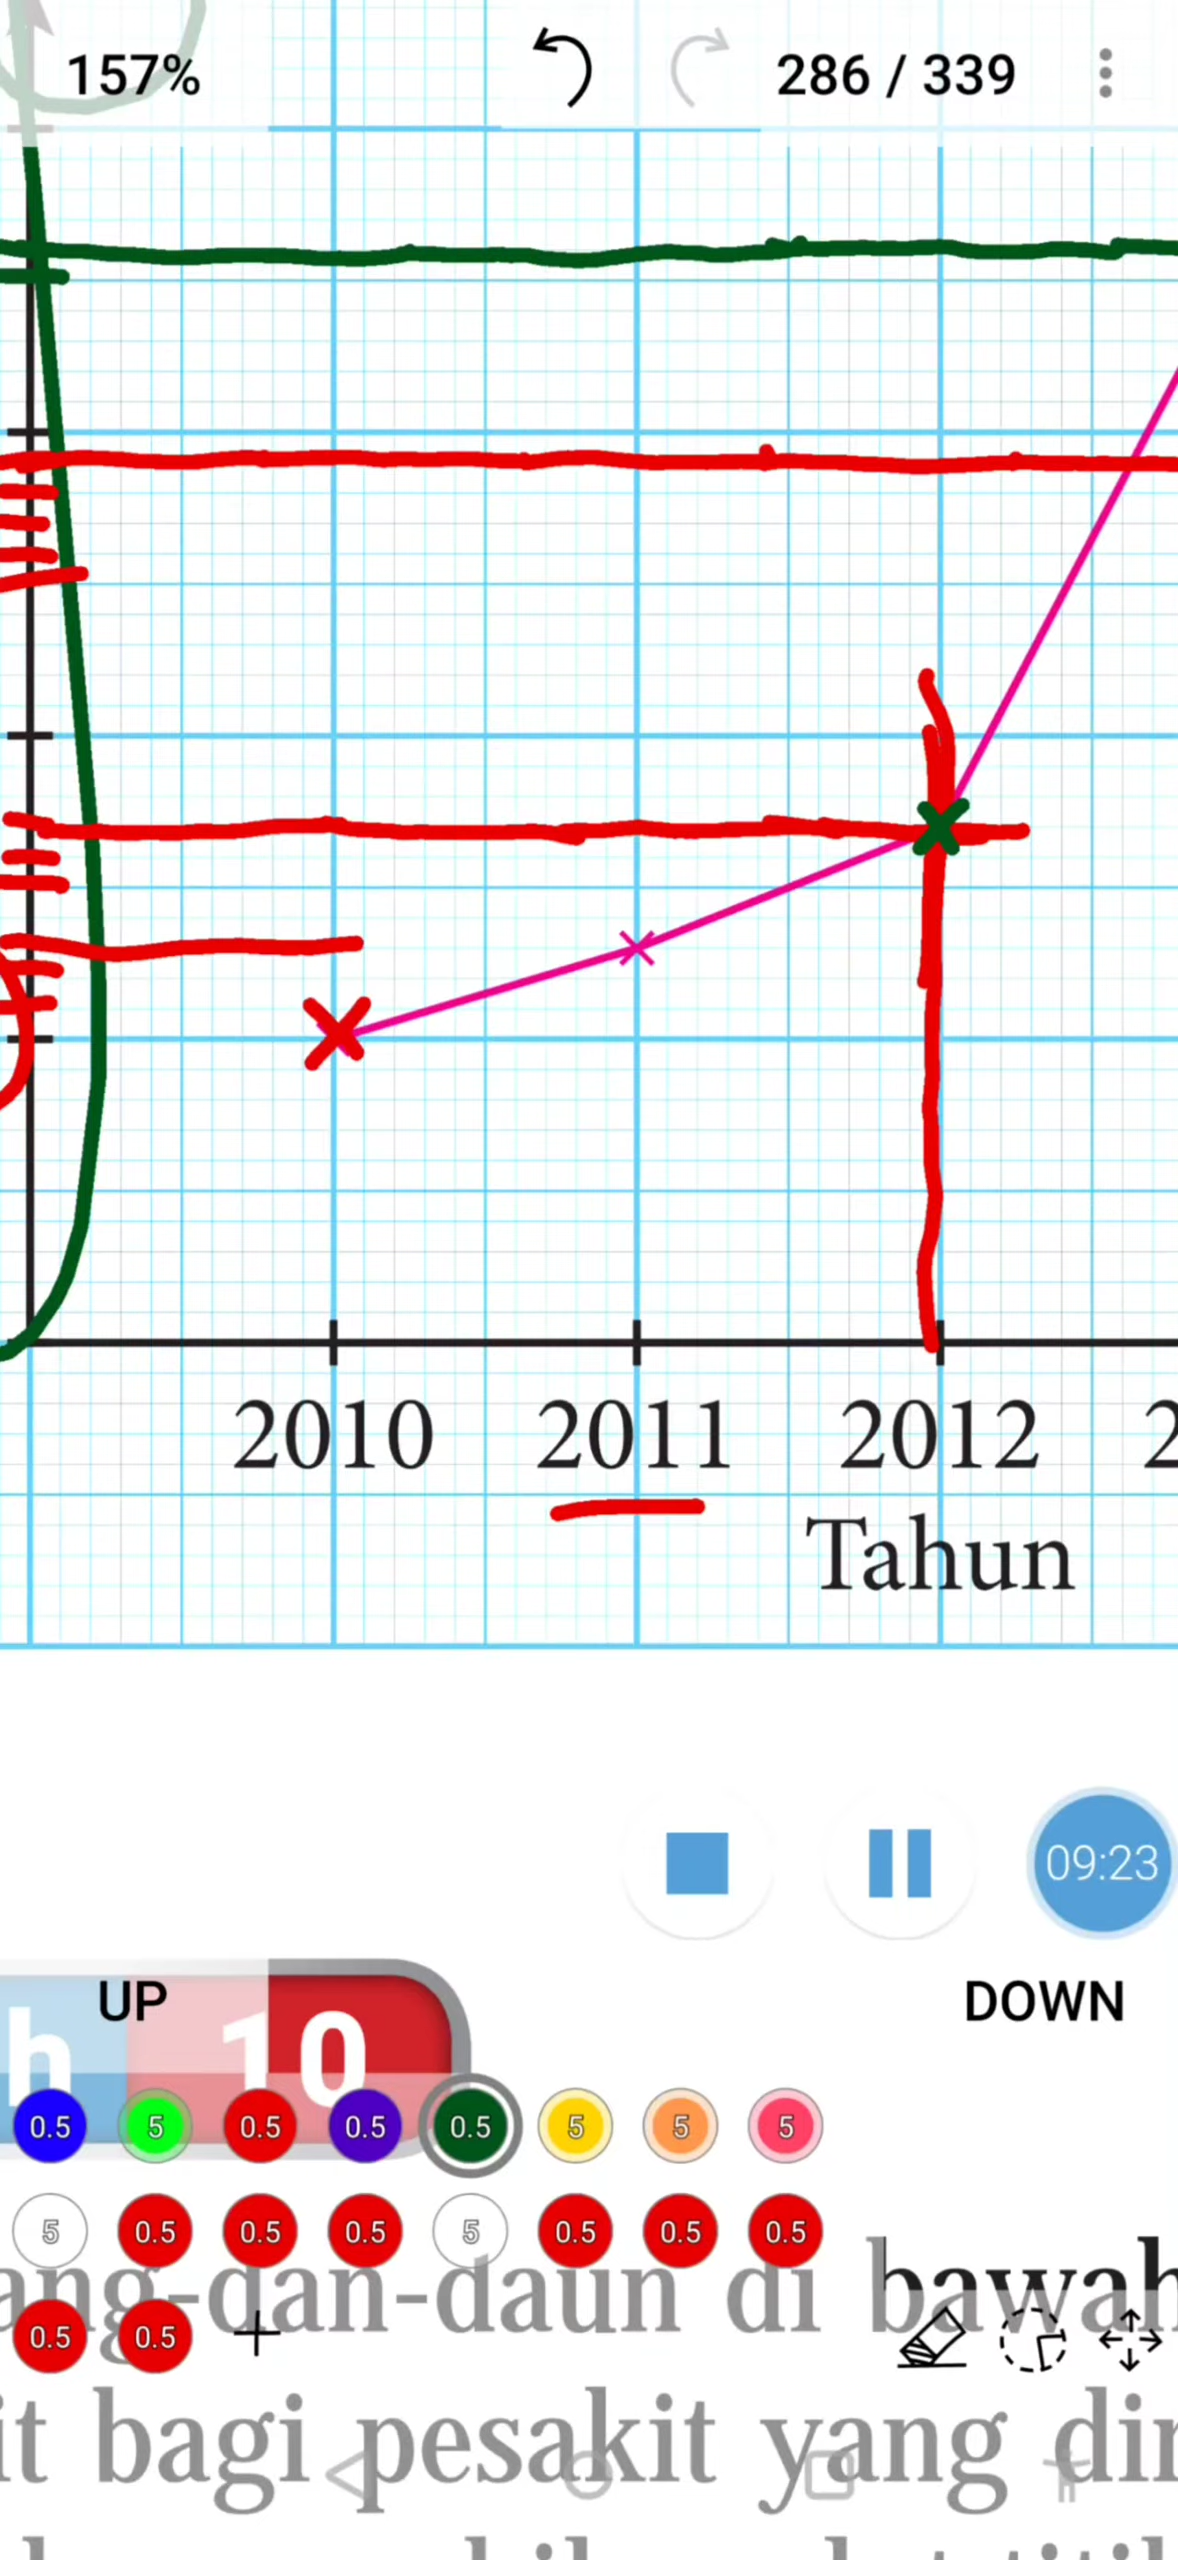 157% 286 / 339
2010 2011 2012 2
Tahun
09:23
UP DOWN
h 10
0.5 5 0.5 0.5 0.5 5 5 5
5 0.5 0.5 0.5 5 0.5 0.5 0.5
ang-dan-daun di bawah
0.5 0.5 +
it bagi pesakit yang dir